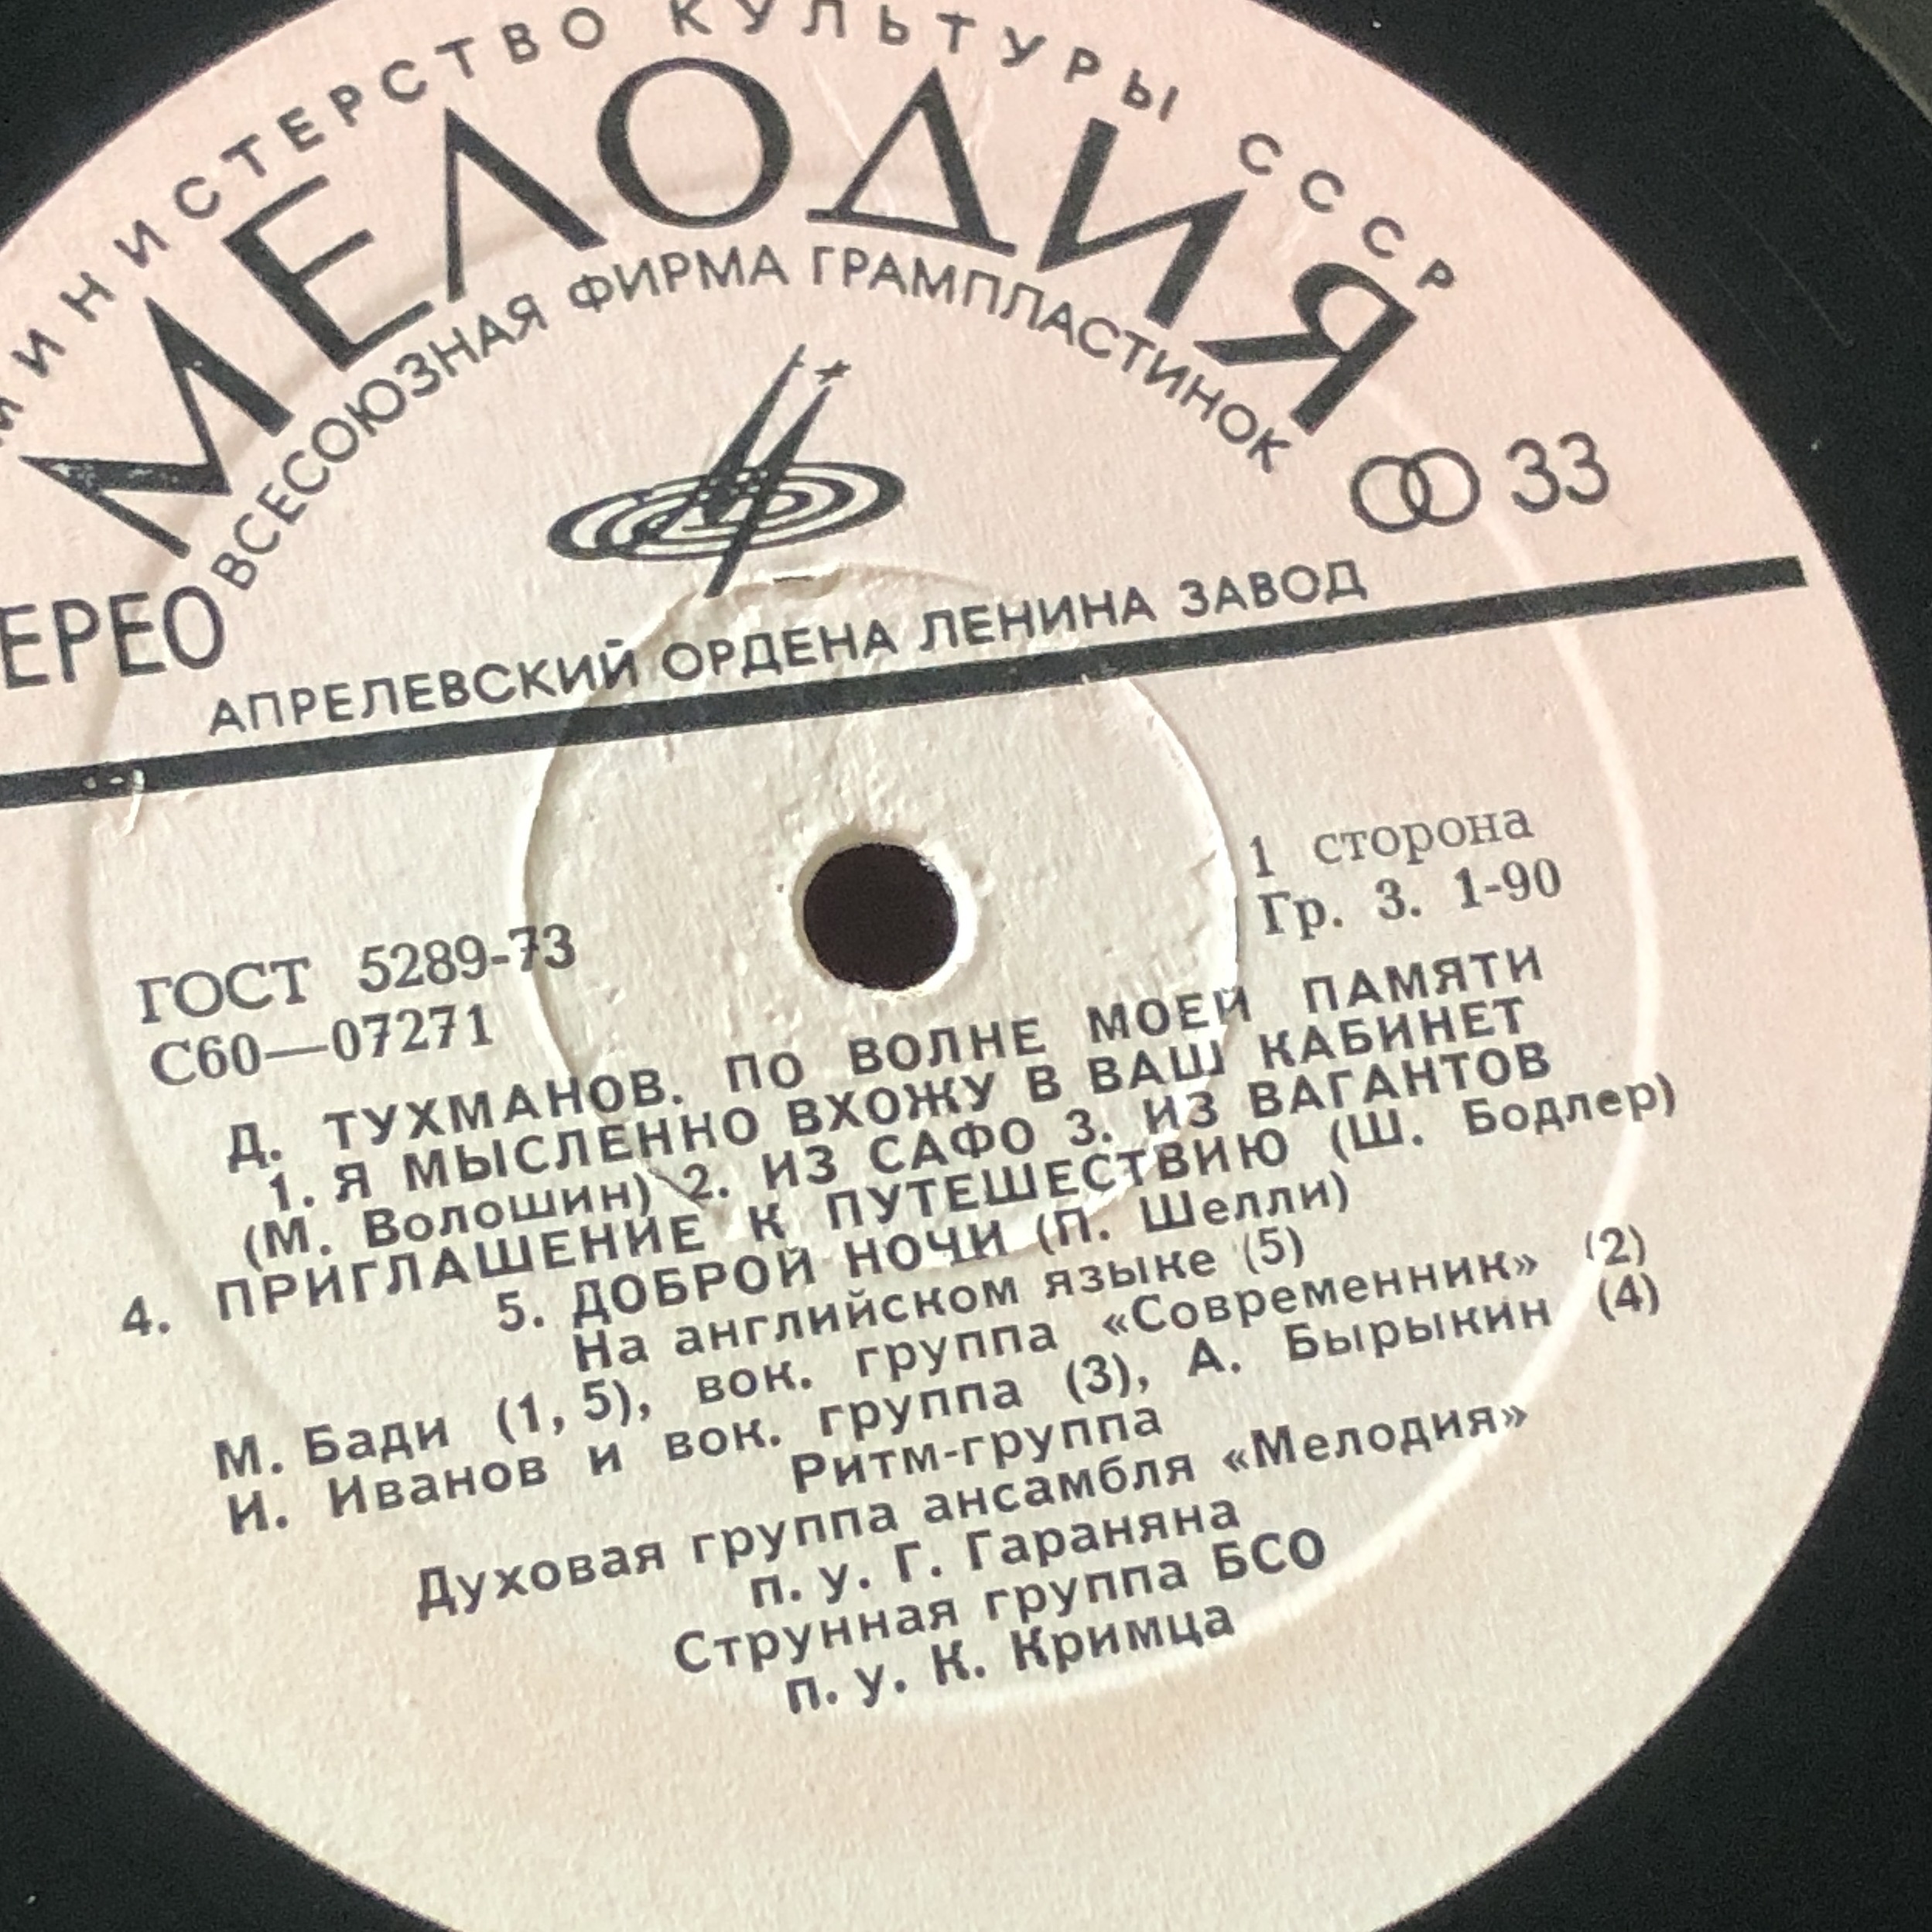 МИНИСТЕРСТВО КУЛЬТУРЫ СССР
МЕЛОДИЯ
ВСЕСОЮЗНАЯ ФИРМА ГРАМПЛАСТИНОК
33
ЕРЕО
АПРЕЛЕВСКИЙ ОРДЕНА ЛЕНИНА ЗАВОД
1 сторона
Гр. 3. 1-90
ГОСТ 5289-73
С60—07271
Д. ТУХМАНОВ. ПО ВОЛНЕ МОЕЙ ПАМЯТИ
1. Я МЫСЛЕННО ВХОЖУ В ВАШ КАБИНЕТ
(М. Волошин) 2. ИЗ САФО 3. ИЗ ВАГАНТОВ
4. ПРИГЛАШЕНИЕ К ПУТЕШЕСТВИЮ (Ш. Бодлер)
5. ДОБРОЙ НОЧИ (П. Шелли)
На английском языке (5)
М. Бади (1, 5), вок. группа «Современник» (2)
И. Иванов и вок. группа (3), А. Бырыкин (4)
Ритм-группа
Духовая группа ансамбля «Мелодия»
п. у. Г. Гараняна
Струнная группа БСО
п. у. К. Кримца